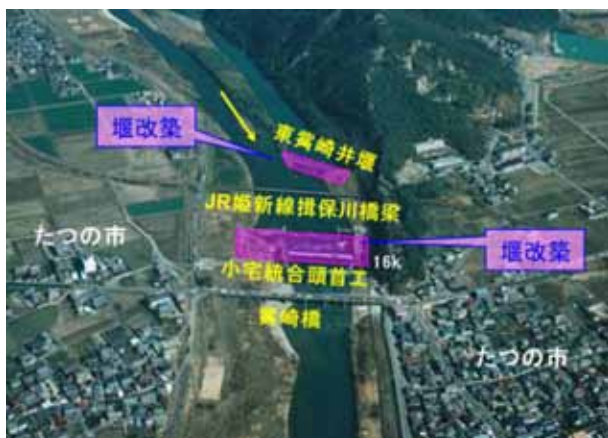 堰改築
東觜崎井堰
JR姫新線揖保川橋梁
たつの市
堰改築
16k
小宅統合頭首工
觜崎橋
たつの市